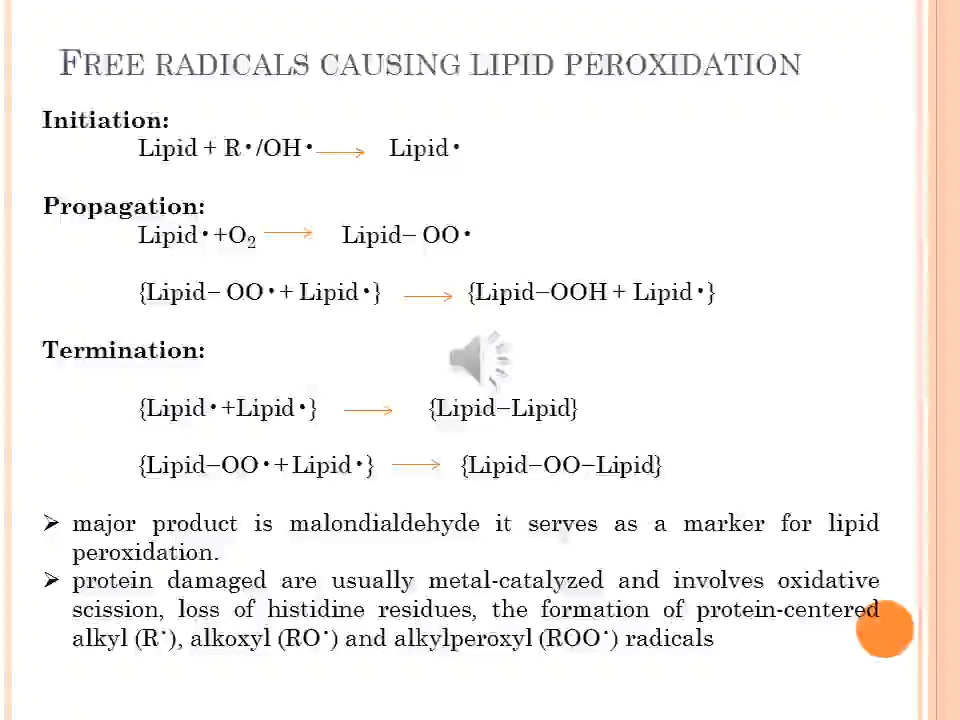 FREE RADICALS CAUSING LIPID PEROXIDATION
Initiation:
Lipid + R•/OH• → Lipid•
Propagation:
Lipid• +O₂ → Lipid– OO•
{Lipid– OO• + Lipid•} → {Lipid–OOH + Lipid•}
Termination:
{Lipid• +Lipid•} → {Lipid–Lipid}
{Lipid–OO• + Lipid•} → {Lipid–OO–Lipid}
➢ major product is malondialdehyde it serves as a marker for lipid
peroxidation.
➢ protein damaged are usually metal-catalyzed and involves oxidative
scission, loss of histidine residues, the formation of protein-centered
alkyl (R•), alkoxyl (RO•) and alkylperoxyl (ROO•) radicals